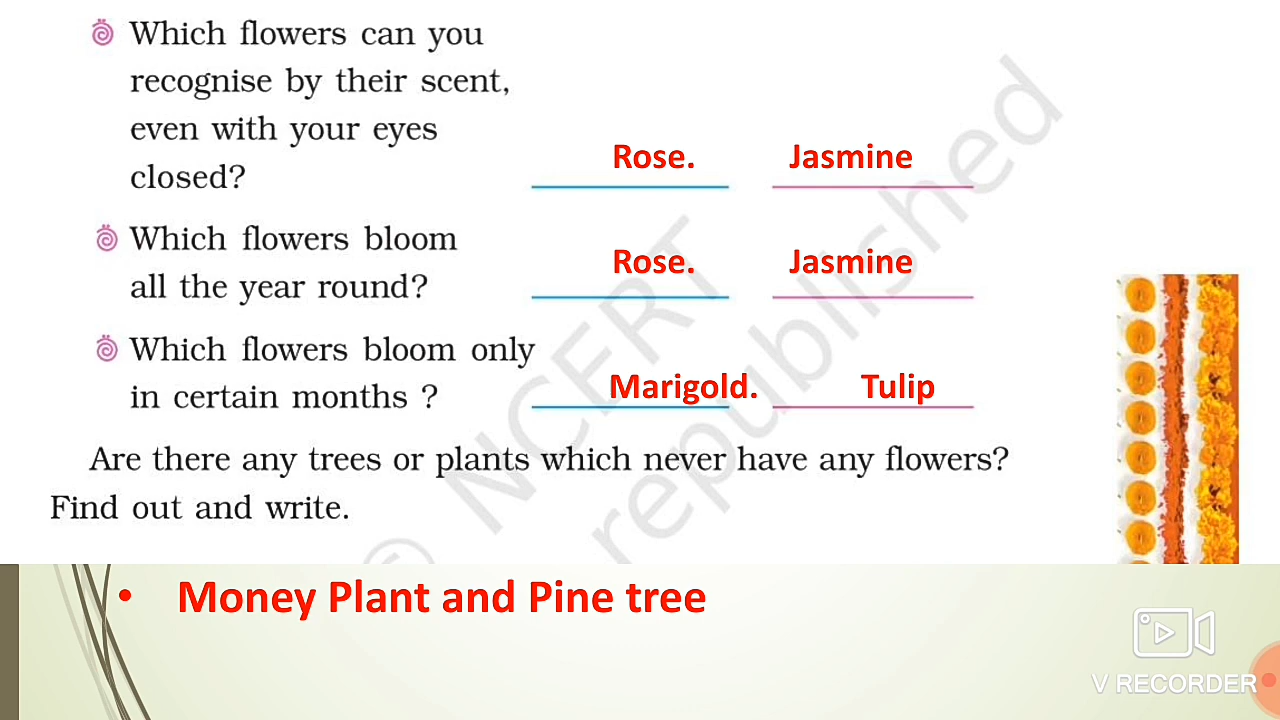 Which flowers can you
recognise by their scent,
even with your eyes
closed?
Rose. Jasmine
Which flowers bloom
all the year round?
Rose. Jasmine
Which flowers bloom only
in certain months ?
Marigold. Tulip
Are there any trees or plants which never have any flowers?
Find out and write.
© NCERT
republished
• Money Plant and Pine tree
V RECORDER